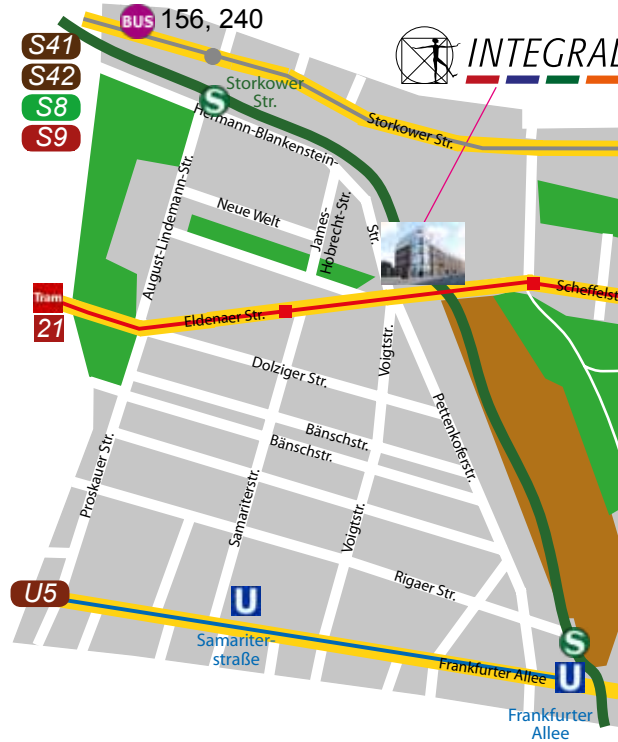 BUS 156, 240
S41
S42
S8
S9
INTEGRAL
Storkower
Str.
S
Storkower Str.
Hermann-Blankenstein-
Str.
August-Lindemann-Str.
Neue Welt
James-
Hobrecht-Str.
Tram
21
Eldenaer Str.
Scheffelst
Voigtstr.
Dolziger Str.
Pettenkoferstr.
Bänschstr.
Bänschstr.
Proskauer Str.
Samariterstr.
Voigtstr.
Rigaer Str.
U5
U
Samariter-
straße
S
Frankfurter Allee
U
Frankfurter
Allee